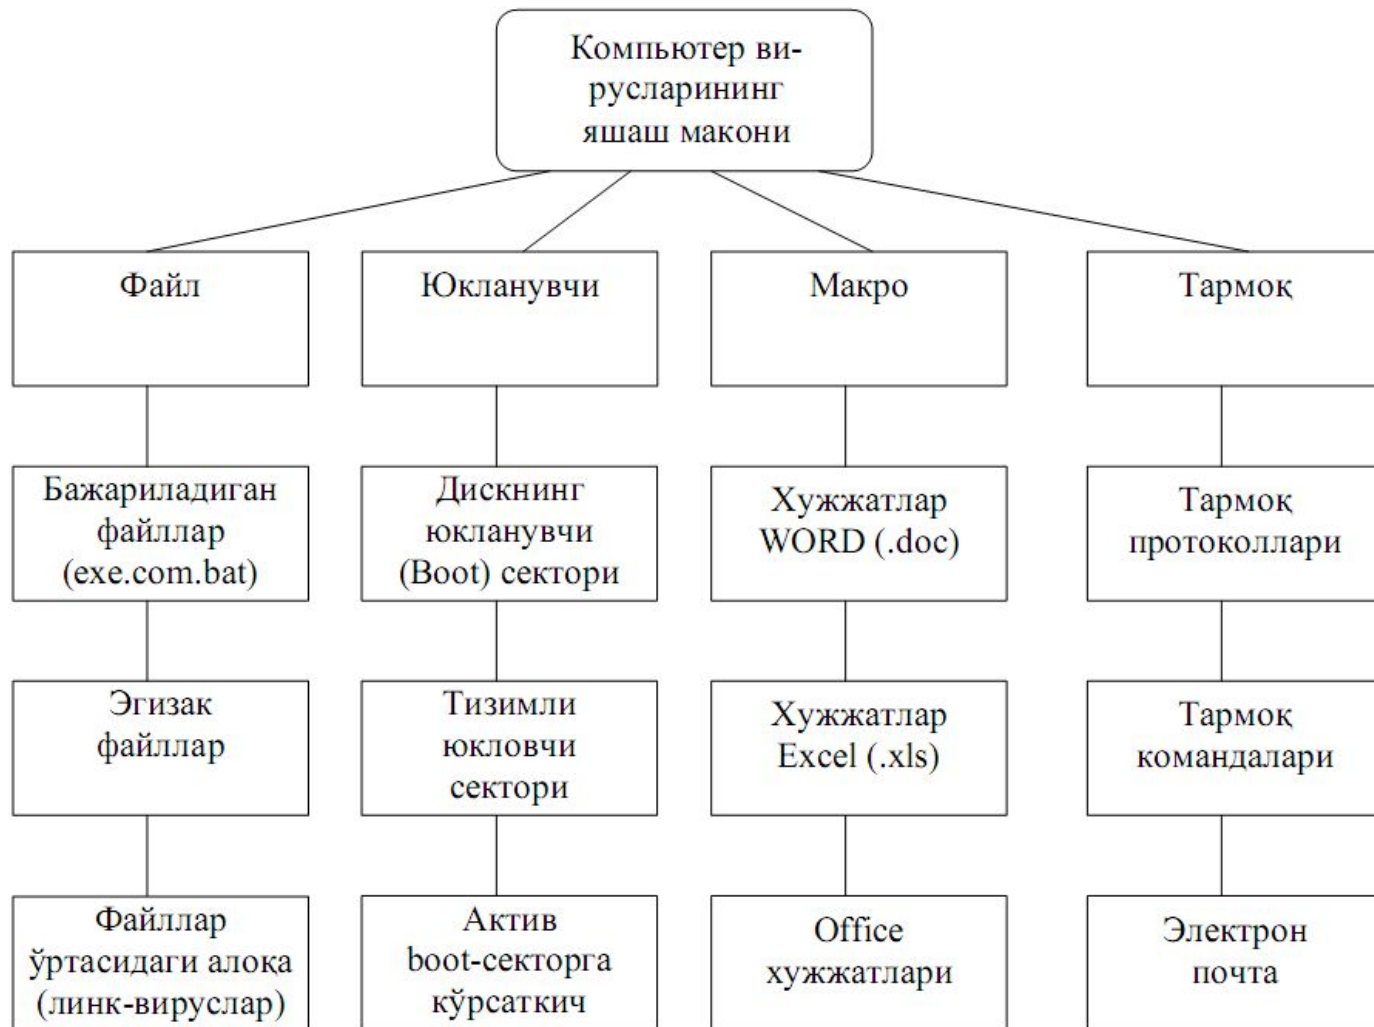 Компьютер ви-
русларининг
яшаш макони
Файл
Юкланувчи
Макро
Тармоқ
Бажариладиган
файллар
(exe.com.bat)
Дискнинг
юкланувчи
(Boot) сектори
Хужжатлар
WORD (.doc)
Тармоқ
протоколлари
Эгизак
файллар
Тизимли
юкловчи
сектори
Хужжатлар
Excel (.xls)
Тармоқ
командалари
Файллар
ўртасидаги алоқа
(линк-вируслар)
Актив
boot-секторга
кўрсаткич
Office
хужжатлари
Электрон
почта